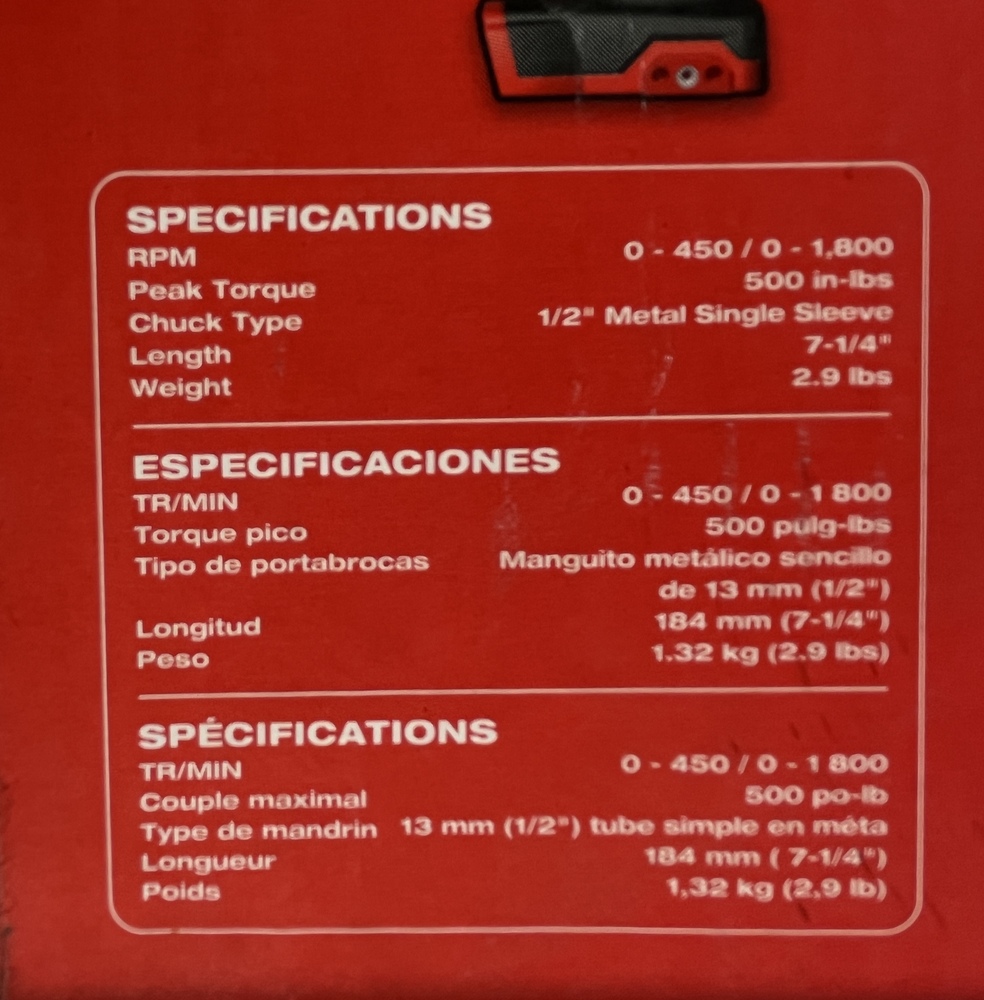 SPECIFICATIONS
RPM 0 - 450 / 0 - 1,800
Peak Torque 500 in-lbs
Chuck Type 1/2" Metal Single Sleeve
Length 7-1/4"
Weight 2.9 lbs
ESPECIFICACIONES
TR/MIN 0 - 450 / 0 - 1 800
Torque pico 500 pulg-lbs
Tipo de portabrocas Manguito metálico sencillo
de 13 mm (1/2")
Longitud 184 mm (7-1/4")
Peso 1.32 kg (2.9 lbs)
SPÉCIFICATIONS
TR/MIN 0 - 450 / 0 - 1 800
Couple maximal 500 po-lb
Type de mandrin 13 mm (1/2") tube simple en méta
Longueur 184 mm ( 7-1/4")
Poids 1,32 kg (2,9 lb)